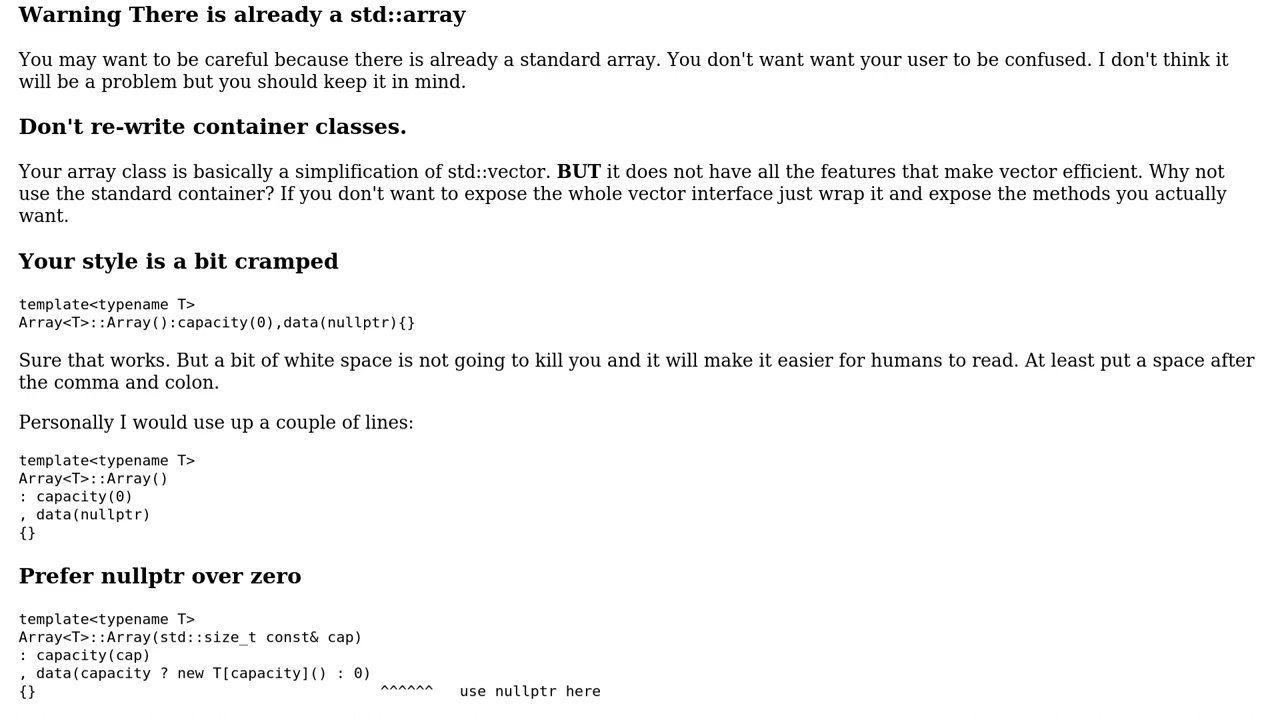 Warning There is already a std::array
You may want to be careful because there is already a standard array. You don't want want your user to be confused. I don't think it
will be a problem but you should keep it in mind.
Don't re-write container classes.
Your array class is basically a simplification of std::vector. BUT it does not have all the features that make vector efficient. Why not
use the standard container? If you don't want to expose the whole vector interface just wrap it and expose the methods you actually
want.
Your style is a bit cramped
template<typename T>
Array<T>::Array():capacity(0),data(nullptr){}
Sure that works. But a bit of white space is not going to kill you and it will make it easier for humans to read. At least put a space after
the comma and colon.
Personally I would use up a couple of lines:
template<typename T>
Array<T>::Array()
: capacity(0)
, data(nullptr)
{}
Prefer nullptr over zero
template<typename T>
Array<T>::Array(std::size_t const& cap)
: capacity(cap)
, data(capacity ? new T[capacity]() : 0)
{}                                       ^^^^^^   use nullptr here